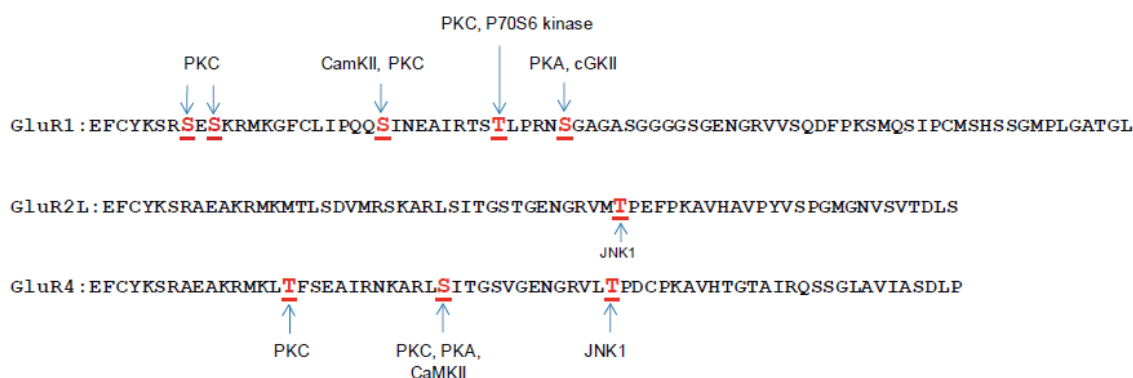 PKC, P70S6 kinase
PKC CamKII, PKC PKA, cGKII
GluR1:EFCYKSRSESKRMKGFCLIPQQSINEAIRTSTLPRNSGAGASGGGGSGENGRVVSQDFPKSMQSIPCMSHSSGMPLGATGL
GluR2L:EFCYKSRAEAKRMKMTLSDVMRSKARLSITGSTGENGRVMTPEFPKAVHAVPYVSPGMGNVSVTDLS
JNK1
GluR4:EFCYKSRAEAKRMKLTFSEAIRNKARLSITGSVGENGRVLTPDCPKAVHTGTAIRQSSGLAVIASDLP
PKC PKC, PKA, JNK1
CaMKII